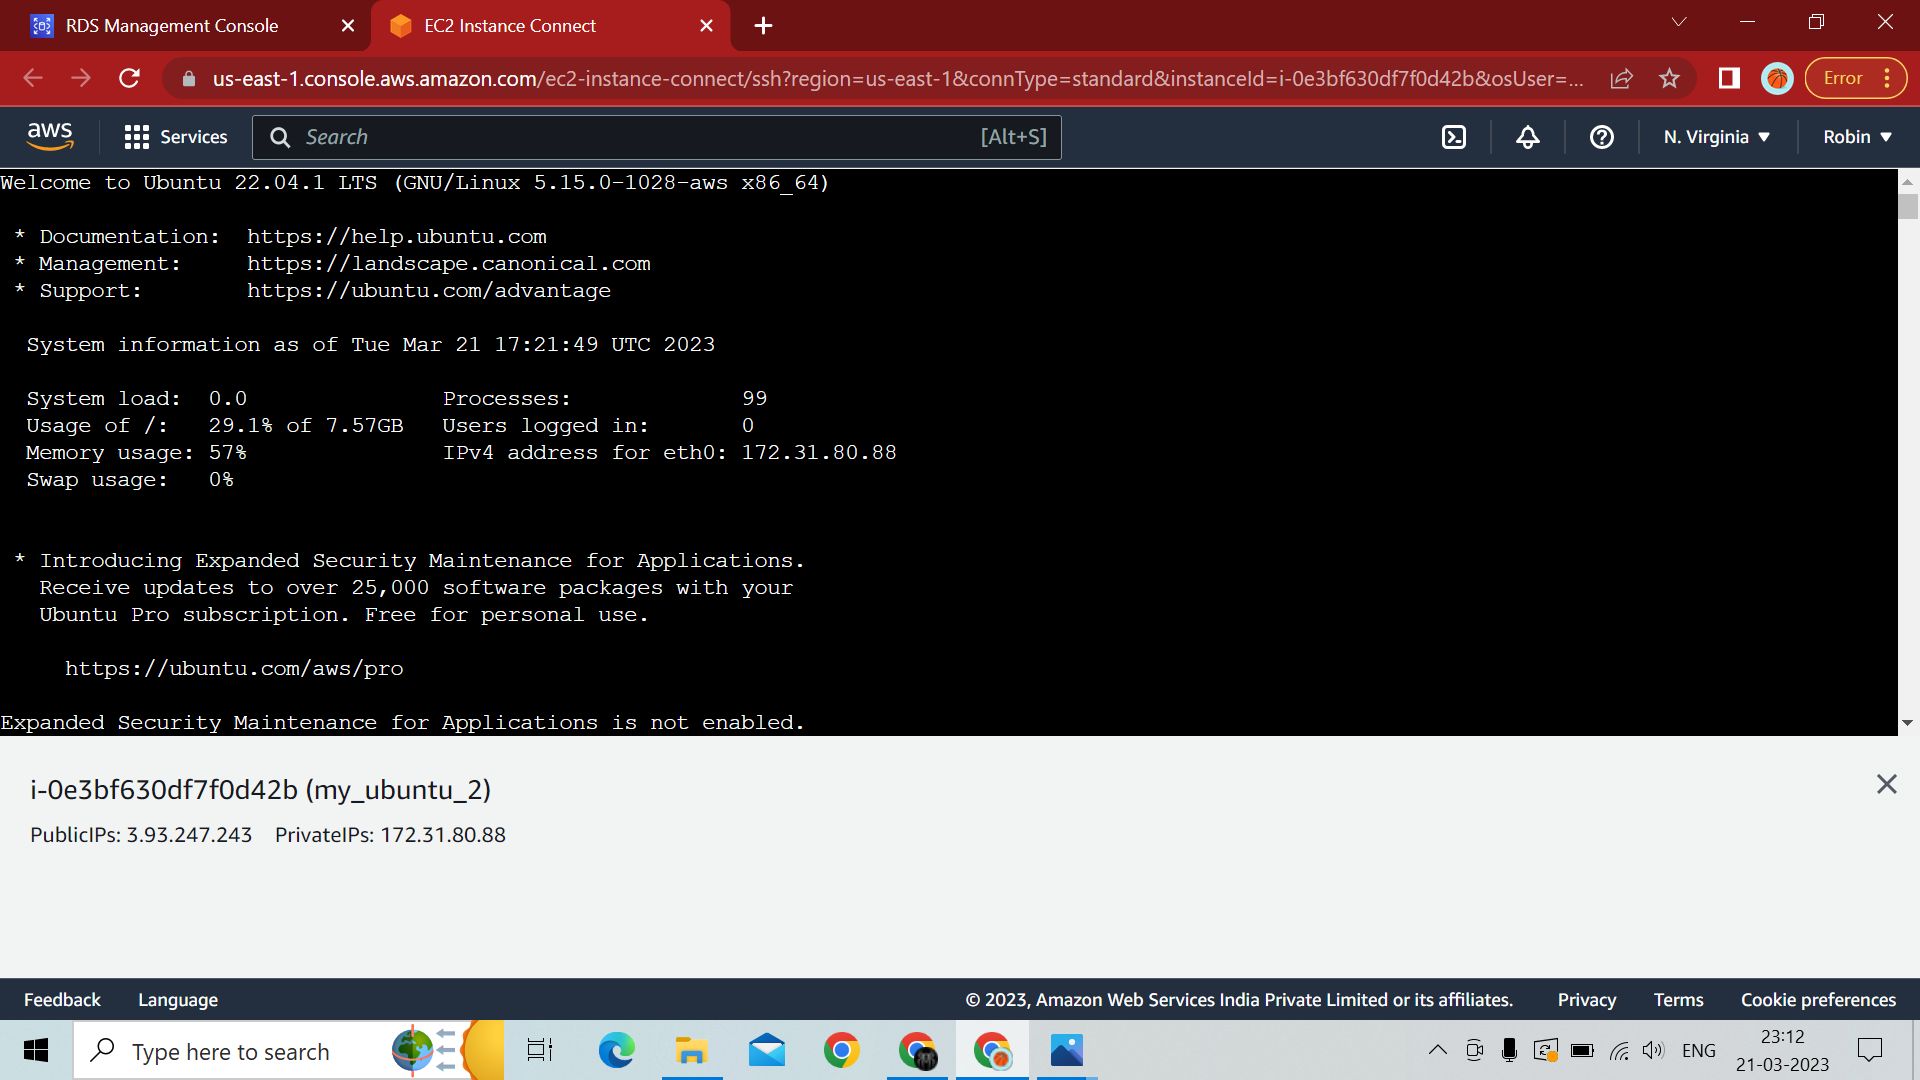 RDS Management Console
EC2 Instance Connect
us-east-1.console.aws.amazon.com/ec2-instance-connect/ssh?region=us-east-1&connType=standard&instanceId=i-0e3bf630df7f0d42b&osUser=...
Error
aws
Services
Search
[Alt+S]
N. Virginia
Robin
Welcome to Ubuntu 22.04.1 LTS (GNU/Linux 5.15.0-1028-aws x86_64)
* Documentation:  https://help.ubuntu.com
* Management:     https://landscape.canonical.com
* Support:        https://ubuntu.com/advantage
System information as of Tue Mar 21 17:21:49 UTC 2023
System load:  0.0               Processes:             99
Usage of /:   29.1% of 7.57GB   Users logged in:       0
Memory usage: 57%               IPv4 address for eth0: 172.31.80.88
Swap usage:   0%
* Introducing Expanded Security Maintenance for Applications.
Receive updates to over 25,000 software packages with your
Ubuntu Pro subscription. Free for personal use.
https://ubuntu.com/aws/pro
Expanded Security Maintenance for Applications is not enabled.
i-0e3bf630df7f0d42b (my_ubuntu_2)
PublicIPs: 3.93.247.243    PrivateIPs: 172.31.80.88
Feedback
Language
© 2023, Amazon Web Services India Private Limited or its affiliates.
Privacy
Terms
Cookie preferences
Type here to search
ENG
23:12
21-03-2023